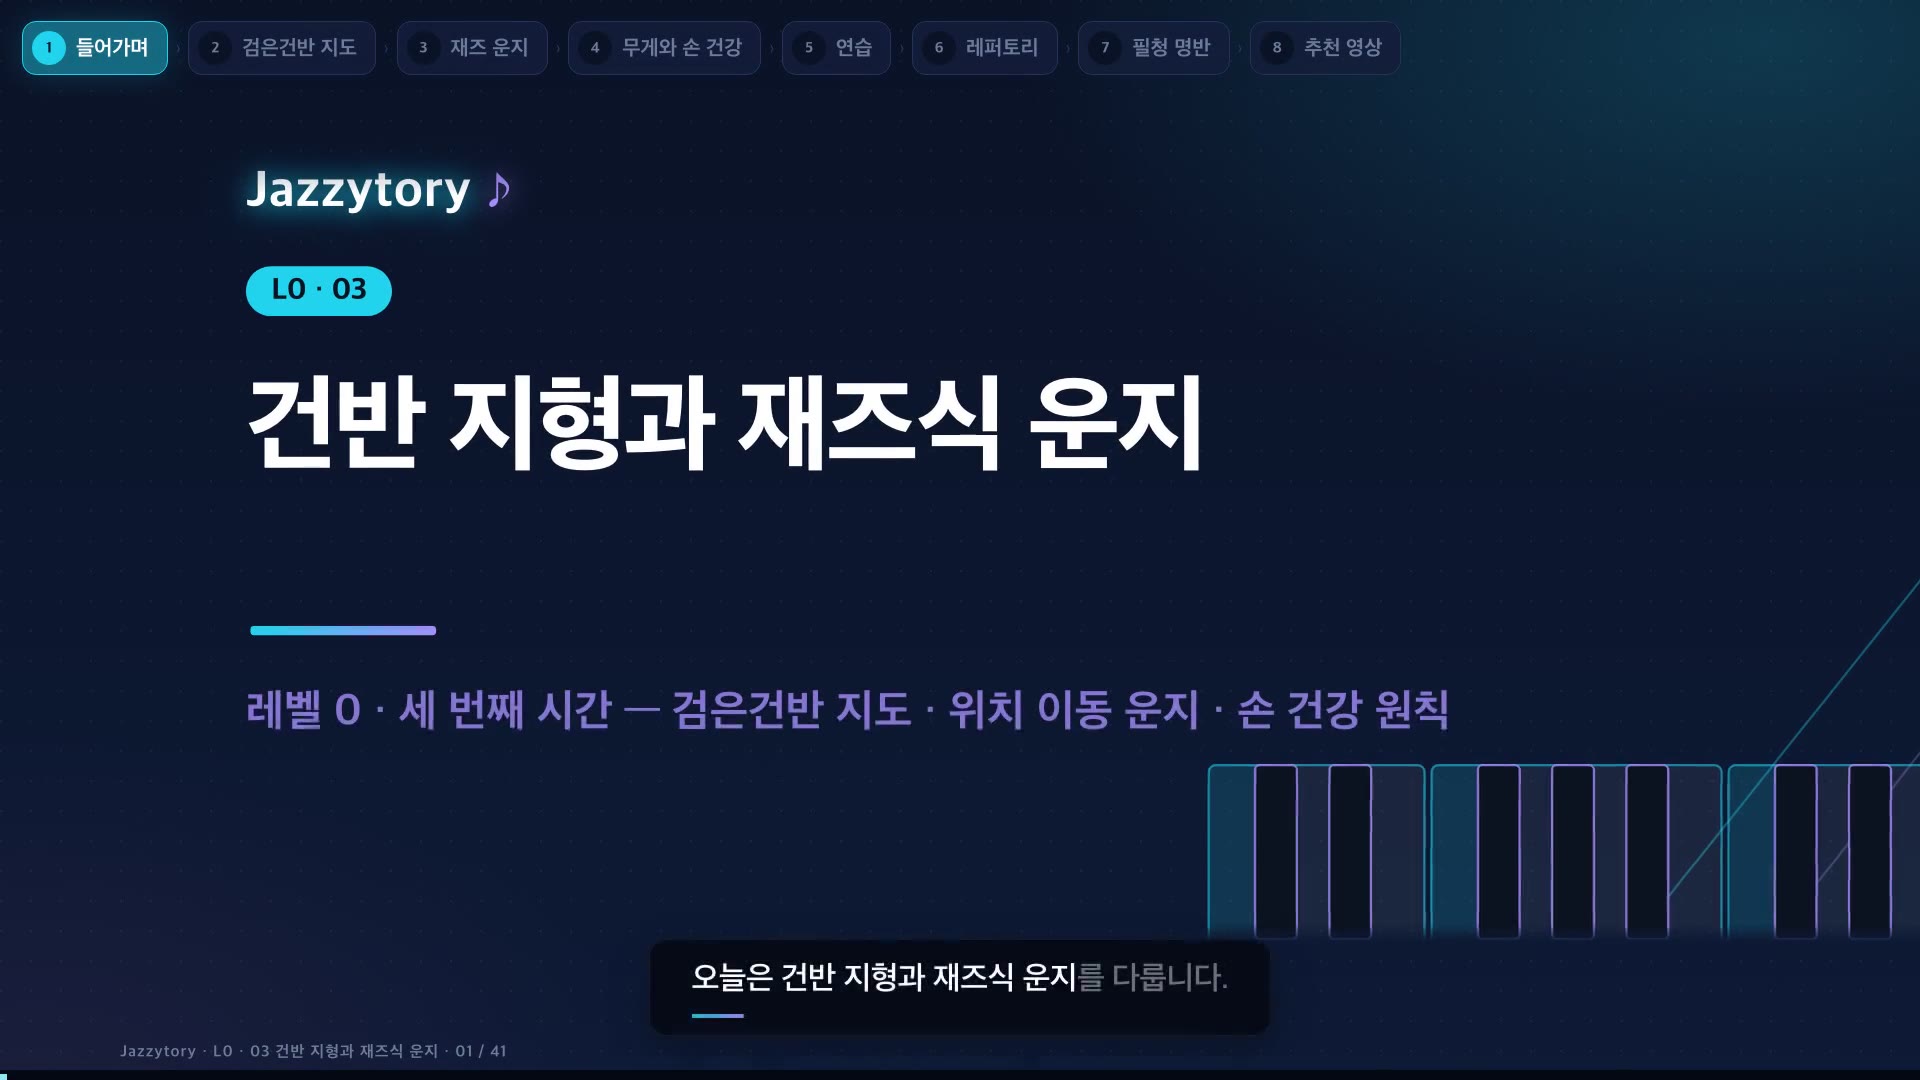 1 들어가며 › 2 검은건반 지도 › 3 재즈 운지 › 4 무게와 손 건강 › 5 연습 › 6 레퍼토리 › 7 필청 명반 › 8 추천 영상
Jazzytory ♪
L0 · 03
건반 지형과 재즈식 운지
레벨 0 · 세 번째 시간 — 검은건반 지도 · 위치 이동 운지 · 손 건강 원칙
오늘은 건반 지형과 재즈식 운지를 다룹니다.
Jazzytory · L0 · 03 건반 지형과 재즈식 운지 · 01 / 41